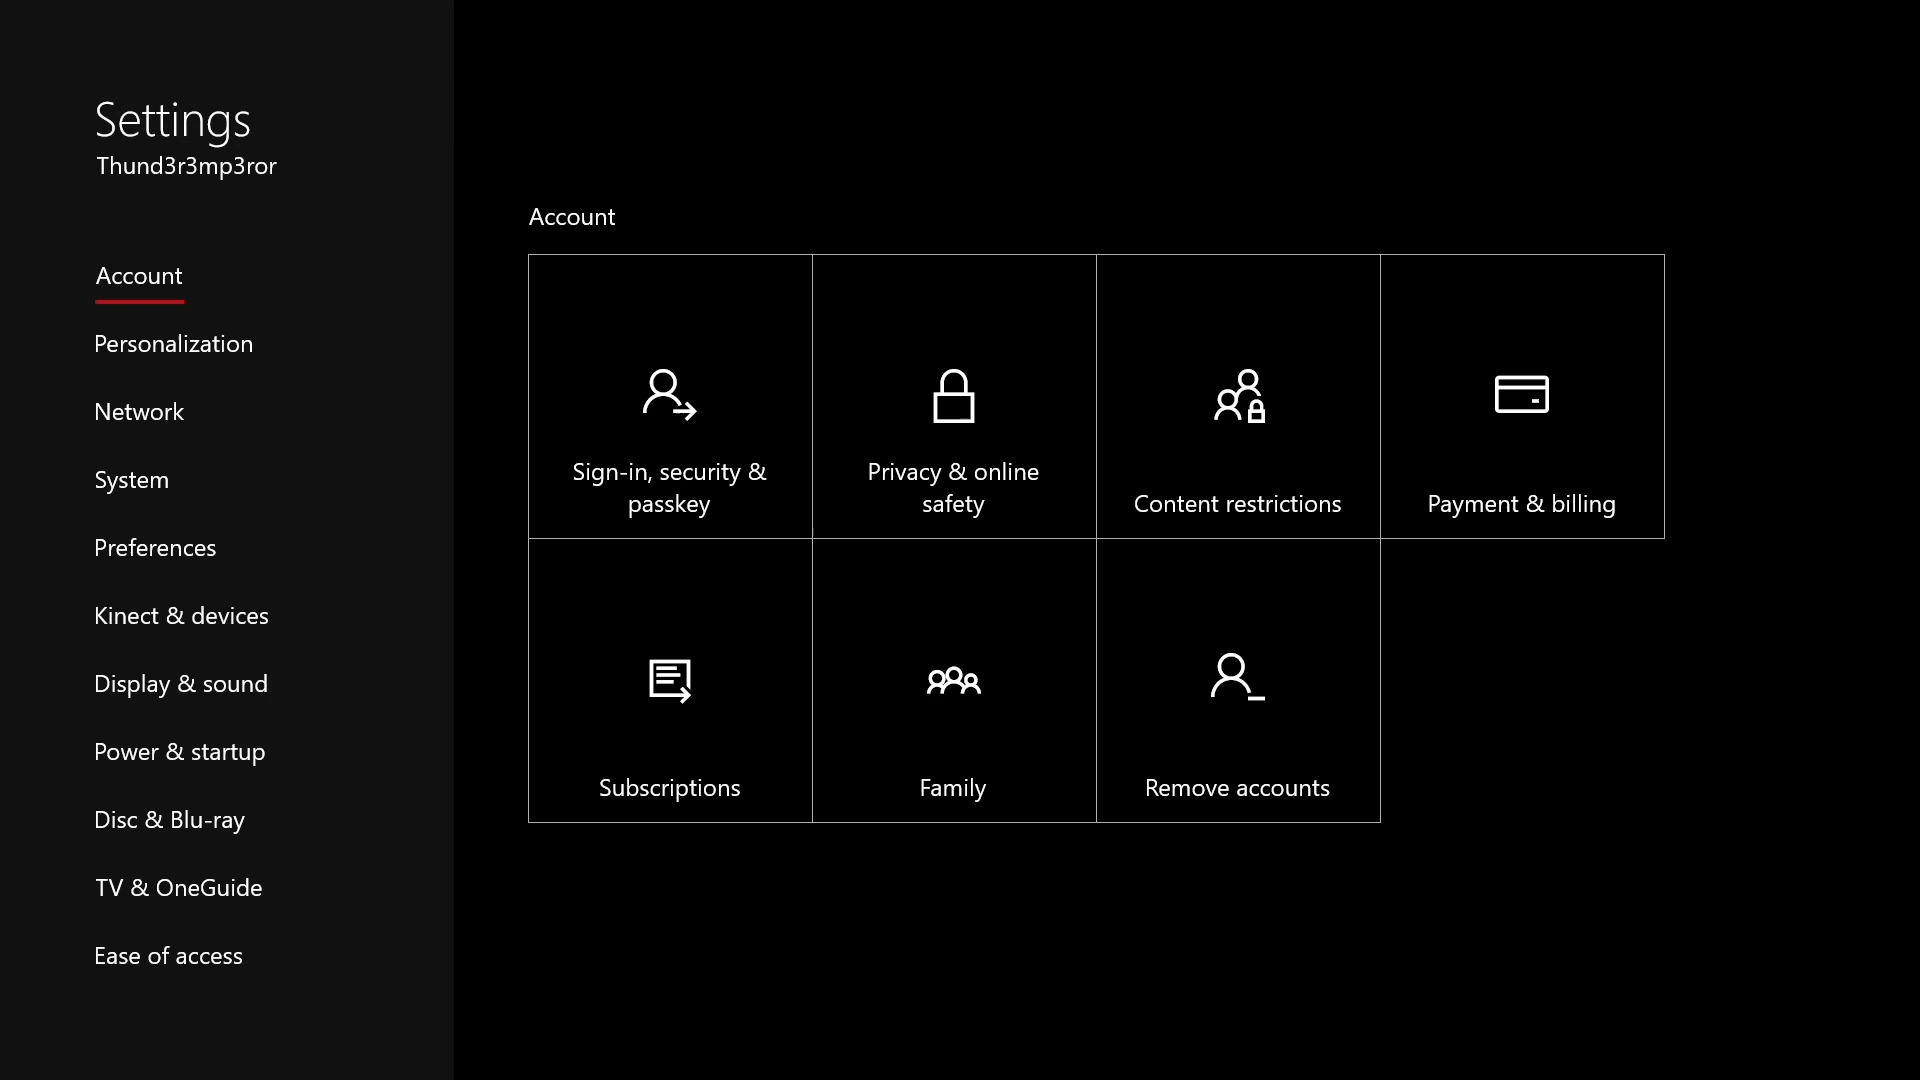 Settings
Thund3r3mp3ror
Account
Personalization
Network
System
Preferences
Kinect & devices
Display & sound
Power & startup
Disc & Blu-ray
TV & OneGuide
Ease of access
Account
Sign-in, security &
passkey
Privacy & online
safety
Content restrictions
Payment & billing
Subscriptions
Family
Remove accounts